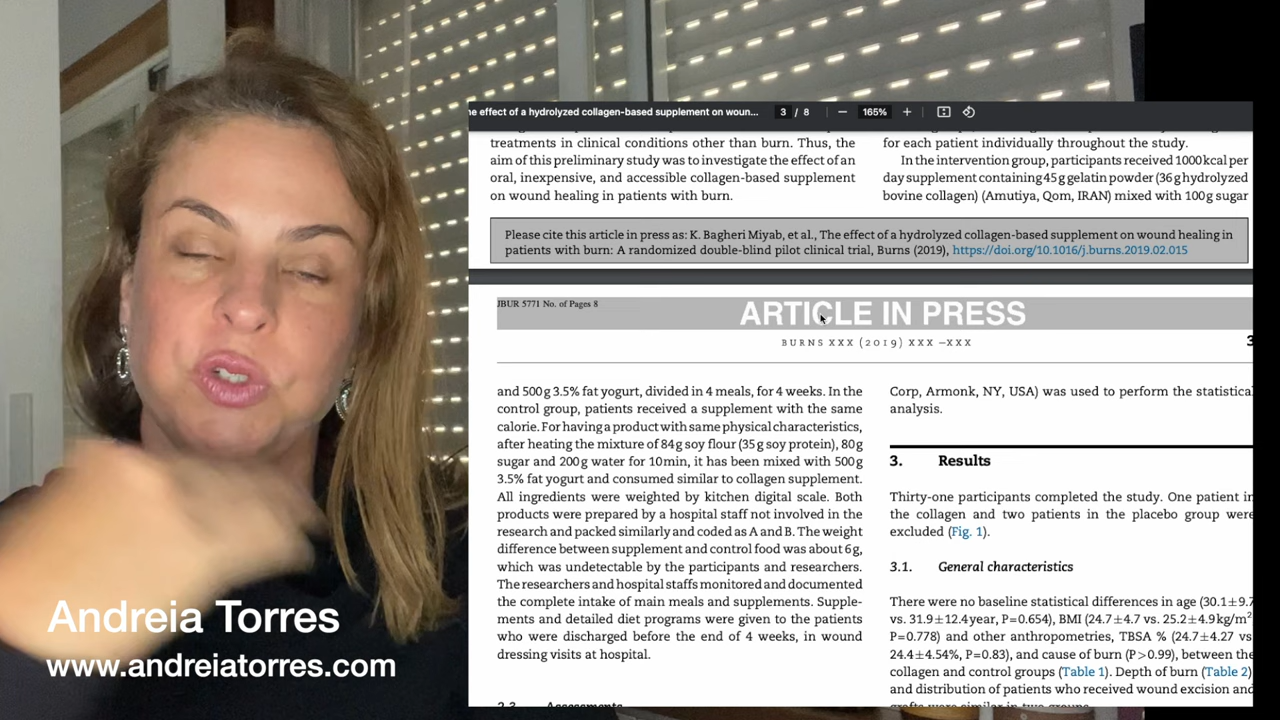 he effect of a hydrolyzed collagen-based supplement on woun...
3 / 8
165%
treatments in clinical conditions other than burn. Thus, the
aim of this preliminary study was to investigate the effect of an
oral, inexpensive, and accessible collagen-based supplement
on wound healing in patients with burn.
for each patient individually throughout the study.
In the intervention group, participants received 1000 kcal per
day supplement containing 45 g gelatin powder (36 g hydrolyzed
bovine collagen) (Amutiya, Qom, IRAN) mixed with 100 g sugar
Please cite this article in press as: K. Bagheri Miyab, et al., The effect of a hydrolyzed collagen-based supplement on wound healing in
patients with burn: A randomized double-blind pilot clinical trial, Burns (2019), https://doi.org/10.1016/j.burns.2019.02.015
JBUR 5771 No. of Pages 8
ARTICLE IN PRESS
BURNS XXX (2019) XXX –XXX
3
and 500 g 3.5% fat yogurt, divided in 4 meals, for 4 weeks. In the
control group, patients received a supplement with the same
calorie. For having a product with same physical characteristics,
after heating the mixture of 84 g soy flour (35 g soy protein), 80 g
sugar and 200 g water for 10 min, it has been mixed with 500 g
3.5% fat yogurt and consumed similar to collagen supplement.
All ingredients were weighted by kitchen digital scale. Both
products were prepared by a hospital staff not involved in the
research and packed similarly and coded as A and B. The weight
difference between supplement and control food was about 6 g,
which was undetectable by the participants and researchers.
The researchers and hospital staffs monitored and documented
the complete intake of main meals and supplements. Supple-
ments and detailed diet programs were given to the patients
who were discharged before the end of 4 weeks, in wound
dressing visits at hospital.
2.3. Assessments
Corp, Armonk, NY, USA) was used to perform the statistical
analysis.
3. Results
Thirty-one participants completed the study. One patient in
the collagen and two patients in the placebo group were
excluded (Fig. 1).
3.1. General characteristics
There were no baseline statistical differences in age (30.1±9.7
vs. 31.9±12.4 year, P=0.654), BMI (24.7±4.7 vs. 25.2±4.9 kg/m²
P=0.778) and other anthropometries, TBSA % (24.7±4.27 vs
24.4±4.54%, P=0.83), and cause of burn (P>0.99), between the
collagen and control groups (Table 1). Depth of burn (Table 2)
and distribution of patients who received wound excision and
grafts were similar in two groups.
Andreia Torres
www.andreiatorres.com